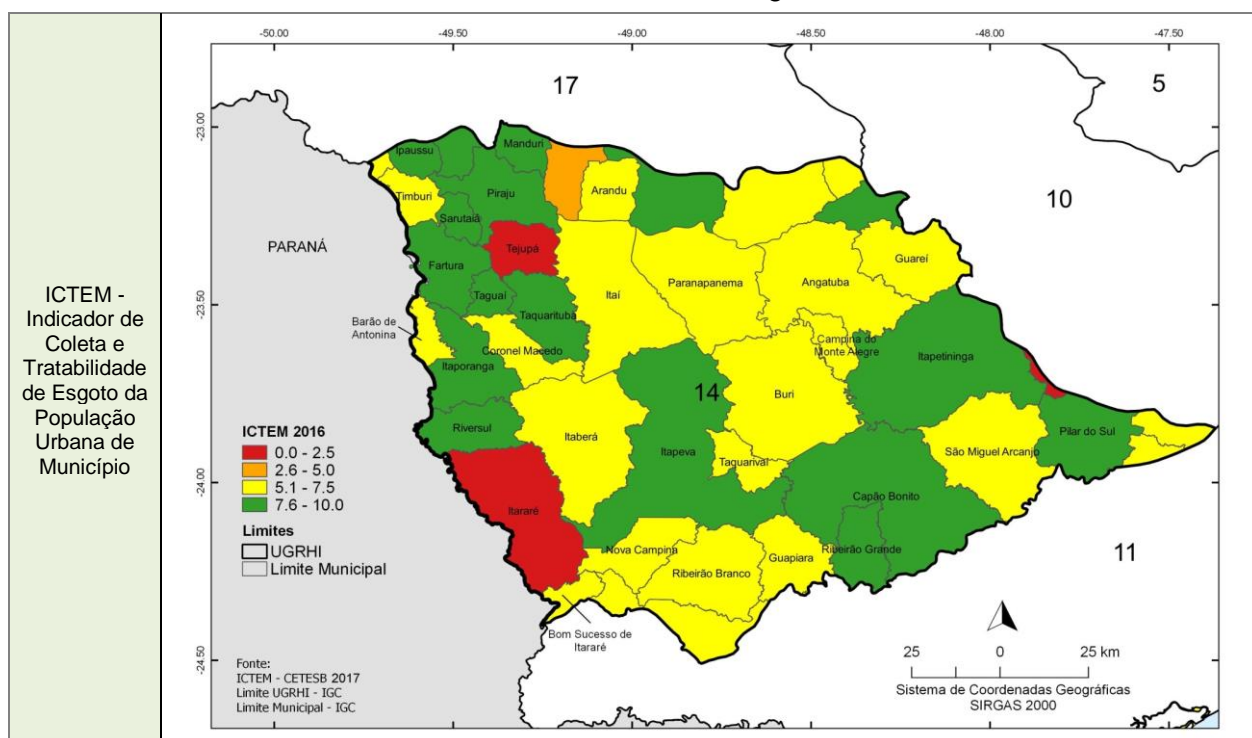 ICTEM -
Indicador de
Coleta e
Tratabilidade
de Esgoto da
População
Urbana de
Município
-50.00
-49.50
-49.00
-48.50
-48.00
-47.50
-23.00
-23.50
-24.00
-24.50
17
5
10
14
11
PARANÁ
Ipaussu
Manduri
Timburi
Piraju
Arandu
Sarutaiá
Tejupá
Fartura
Guareí
Taguaí
Itaí
Paranapanema
Angatuba
Taquarituba
Barão de
Antonina
Coronel Macedo
Campina do
Monte Alegre
Itapetininga
Itaporanga
Buri
Riversul
Itaberá
Pilar do Sul
Itapeva
São Miguel Arcanjo
Taquarivaí
Itararé
Capão Bonito
Nova Campina
Guapiara
Ribeirão Grande
Ribeirão Branco
Bom Sucesso de
Itararé
ICTEM 2016
0.0 - 2.5
2.6 - 5.0
5.1 - 7.5
7.6 - 10.0
Limites
UGRHI
Limite Municipal
Fonte:
ICTEM - CETESB 2017
Limite UGRHI - IGC
Limite Municipal - IGC
25 0 25 km
Sistema de Coordenadas Geográficas
SIRGAS 2000